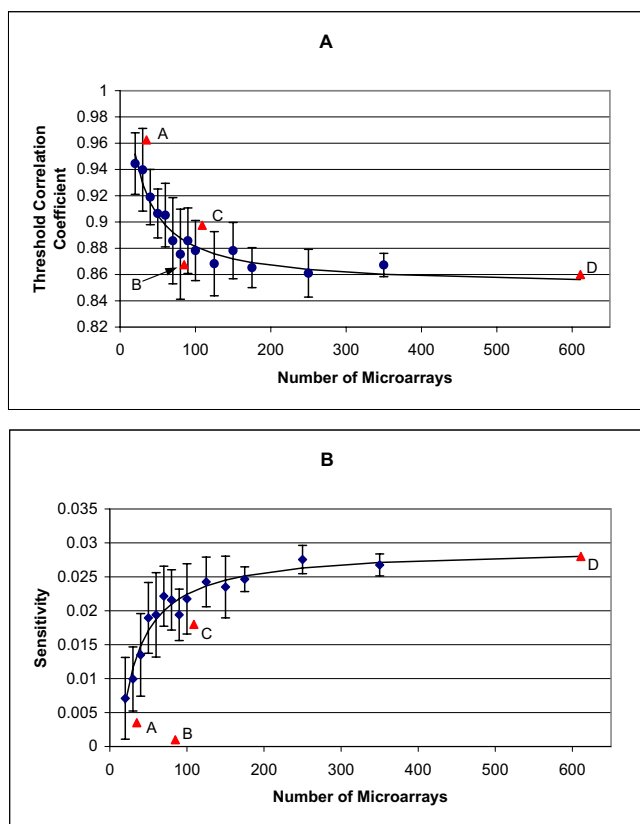 A
Threshold Correlation
Coefficient
1
0.98
0.96
0.94
0.92
0.9
0.88
0.86
0.84
0.82
A
C
B
D
0 100 200 300 400 500 600
Number of Microarrays
B
Sensitivity
0.035
0.03
0.025
0.02
0.015
0.01
0.005
0
D
C
A
B
0 100 200 300 400 500 600
Number of Microarrays